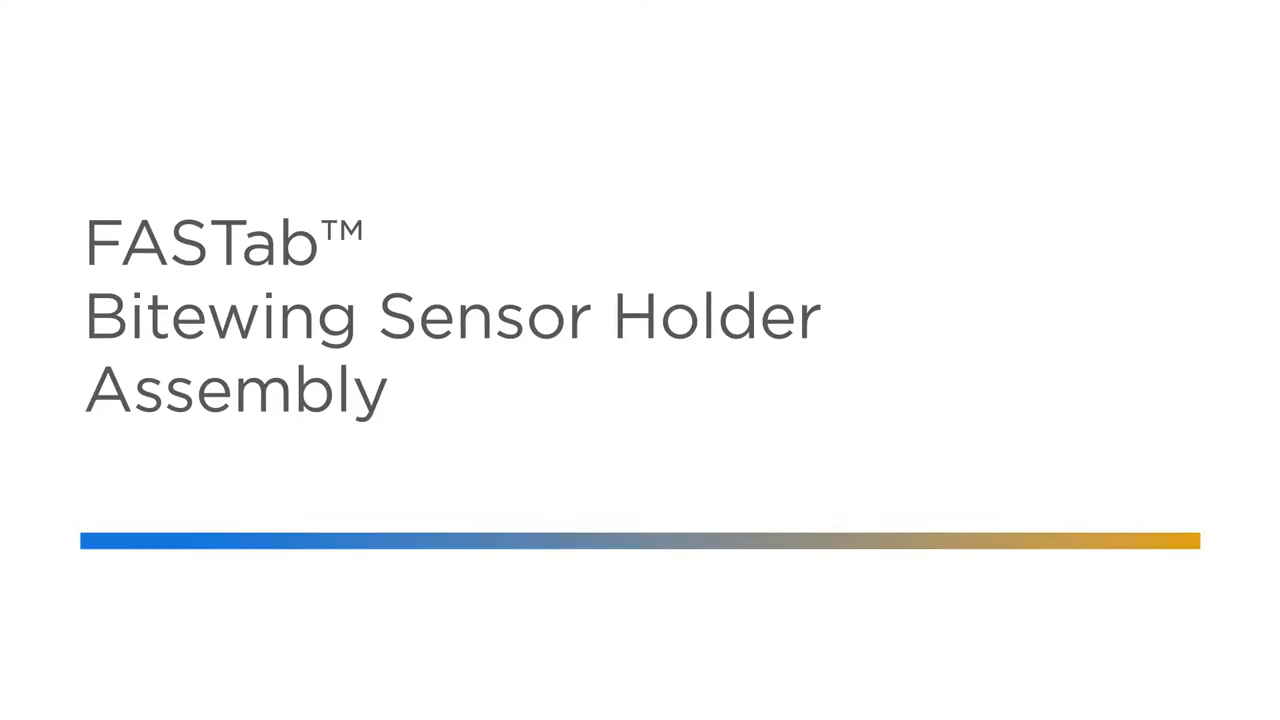 FASTab™
Bitewing Sensor Holder
Assembly